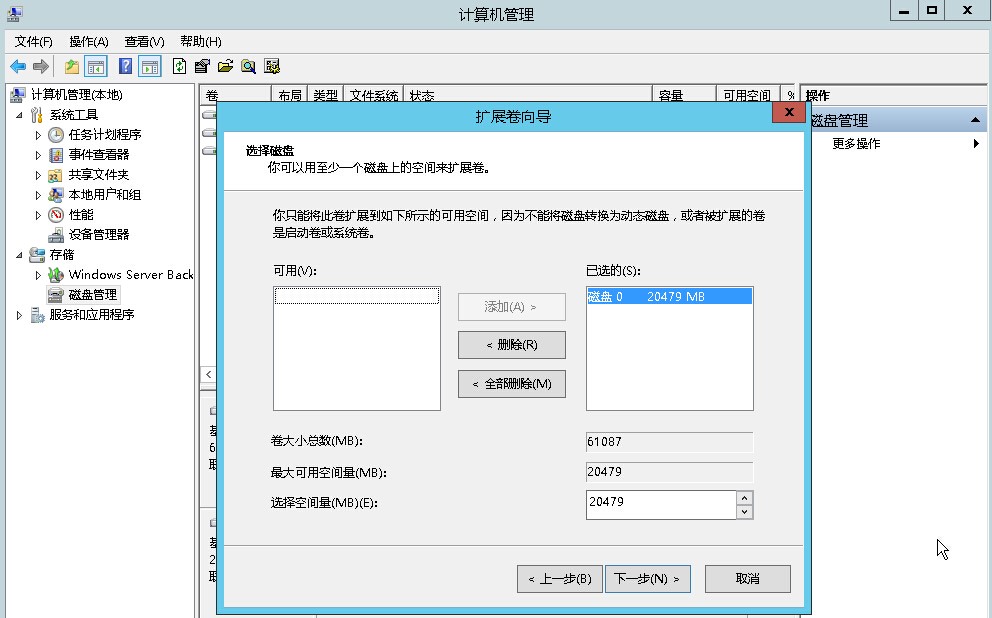 计算机管理
文件(F) 操作(A) 查看(V) 帮助(H)
计算机管理(本地)
系统工具
任务计划程序
事件查看器
共享文件夹
本地用户和组
性能
设备管理器
存储
Windows Server Back
磁盘管理
服务和应用程序
卷 布局 类型 文件系统 状态 容量 可用空间 %
操作
磁盘管理
更多操作
扩展卷向导
选择磁盘
你可以用至少一个磁盘上的空间来扩展卷。
你只能将此卷扩展到如下所示的可用空间，因为不能将磁盘转换为动态磁盘，或者被扩展的卷
是启动卷或系统卷。
可用(V): 已选的(S):
磁盘 0 20479 MB
添加(A) >
< 删除(R)
< 全部删除(M)
卷大小总数(MB): 61087
最大可用空间量(MB): 20479
选择空间量(MB)(E): 20479
< 上一步(B) 下一步(N) > 取消